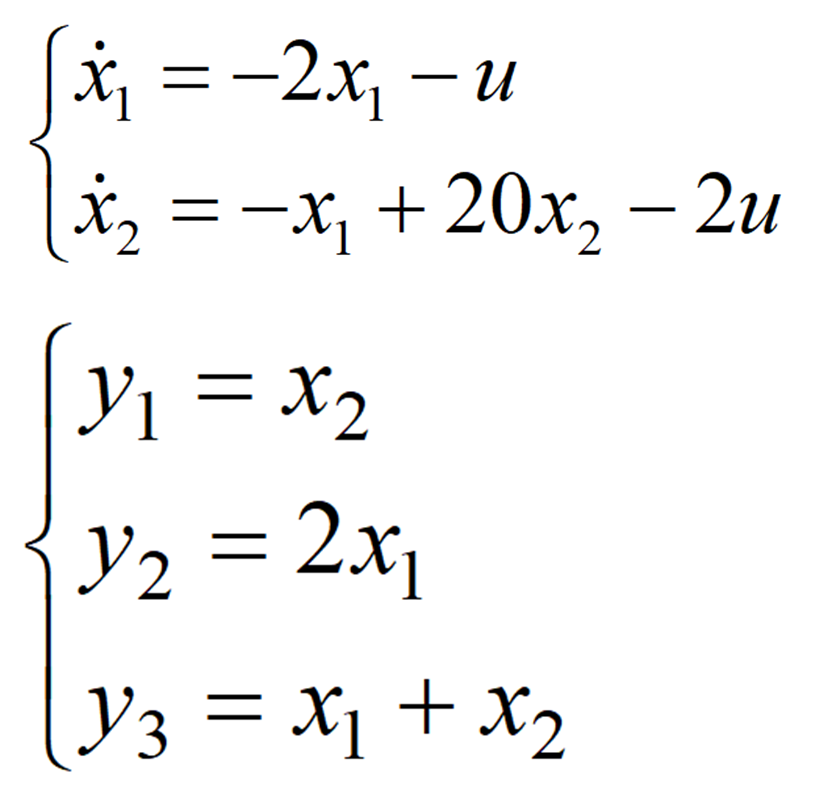 ẋ₁ = −2x₁ − u
ẋ₂ = −x₁ + 20x₂ − 2u
y₁ = x₂
y₂ = 2x₁
y₃ = x₁ + x₂